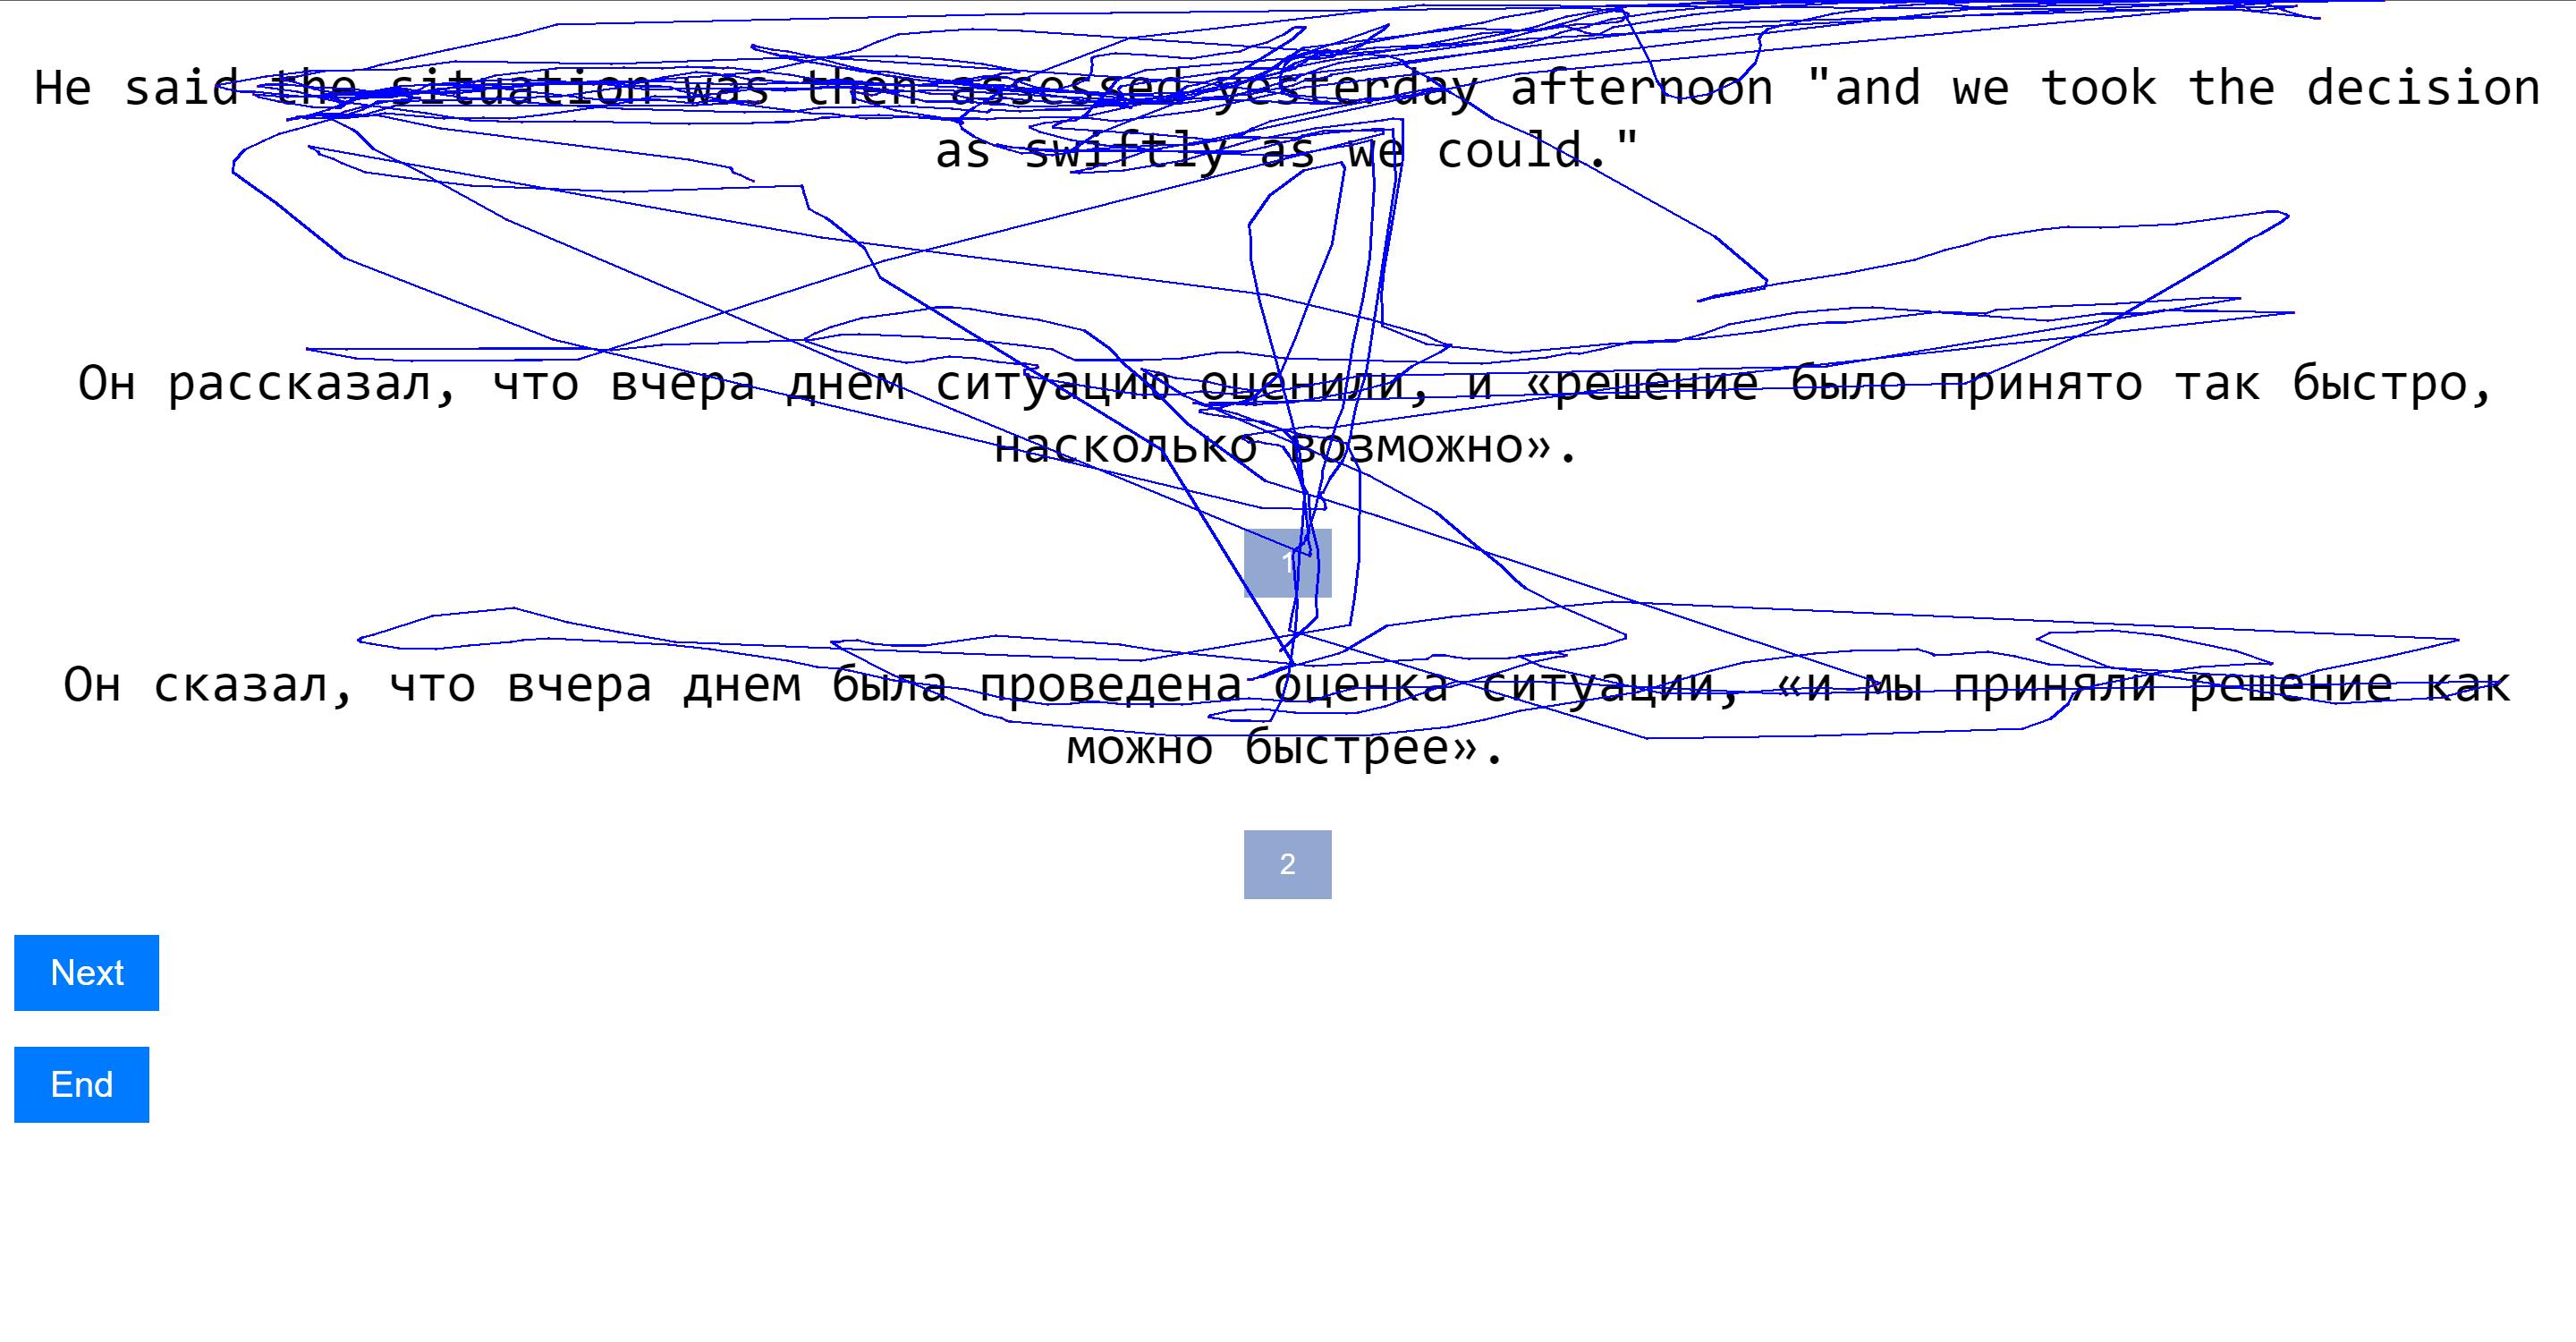 He said the situation was then assessed yesterday afternoon "and we took the decision
as swiftly as we could."
Он рассказал, что вчера днем ситуацию оценили, и «решение было принято так быстро,
насколько возможно».
1
Он сказал, что вчера днем была проведена оценка ситуации, «и мы приняли решение как
можно быстрее».
2
Next
End